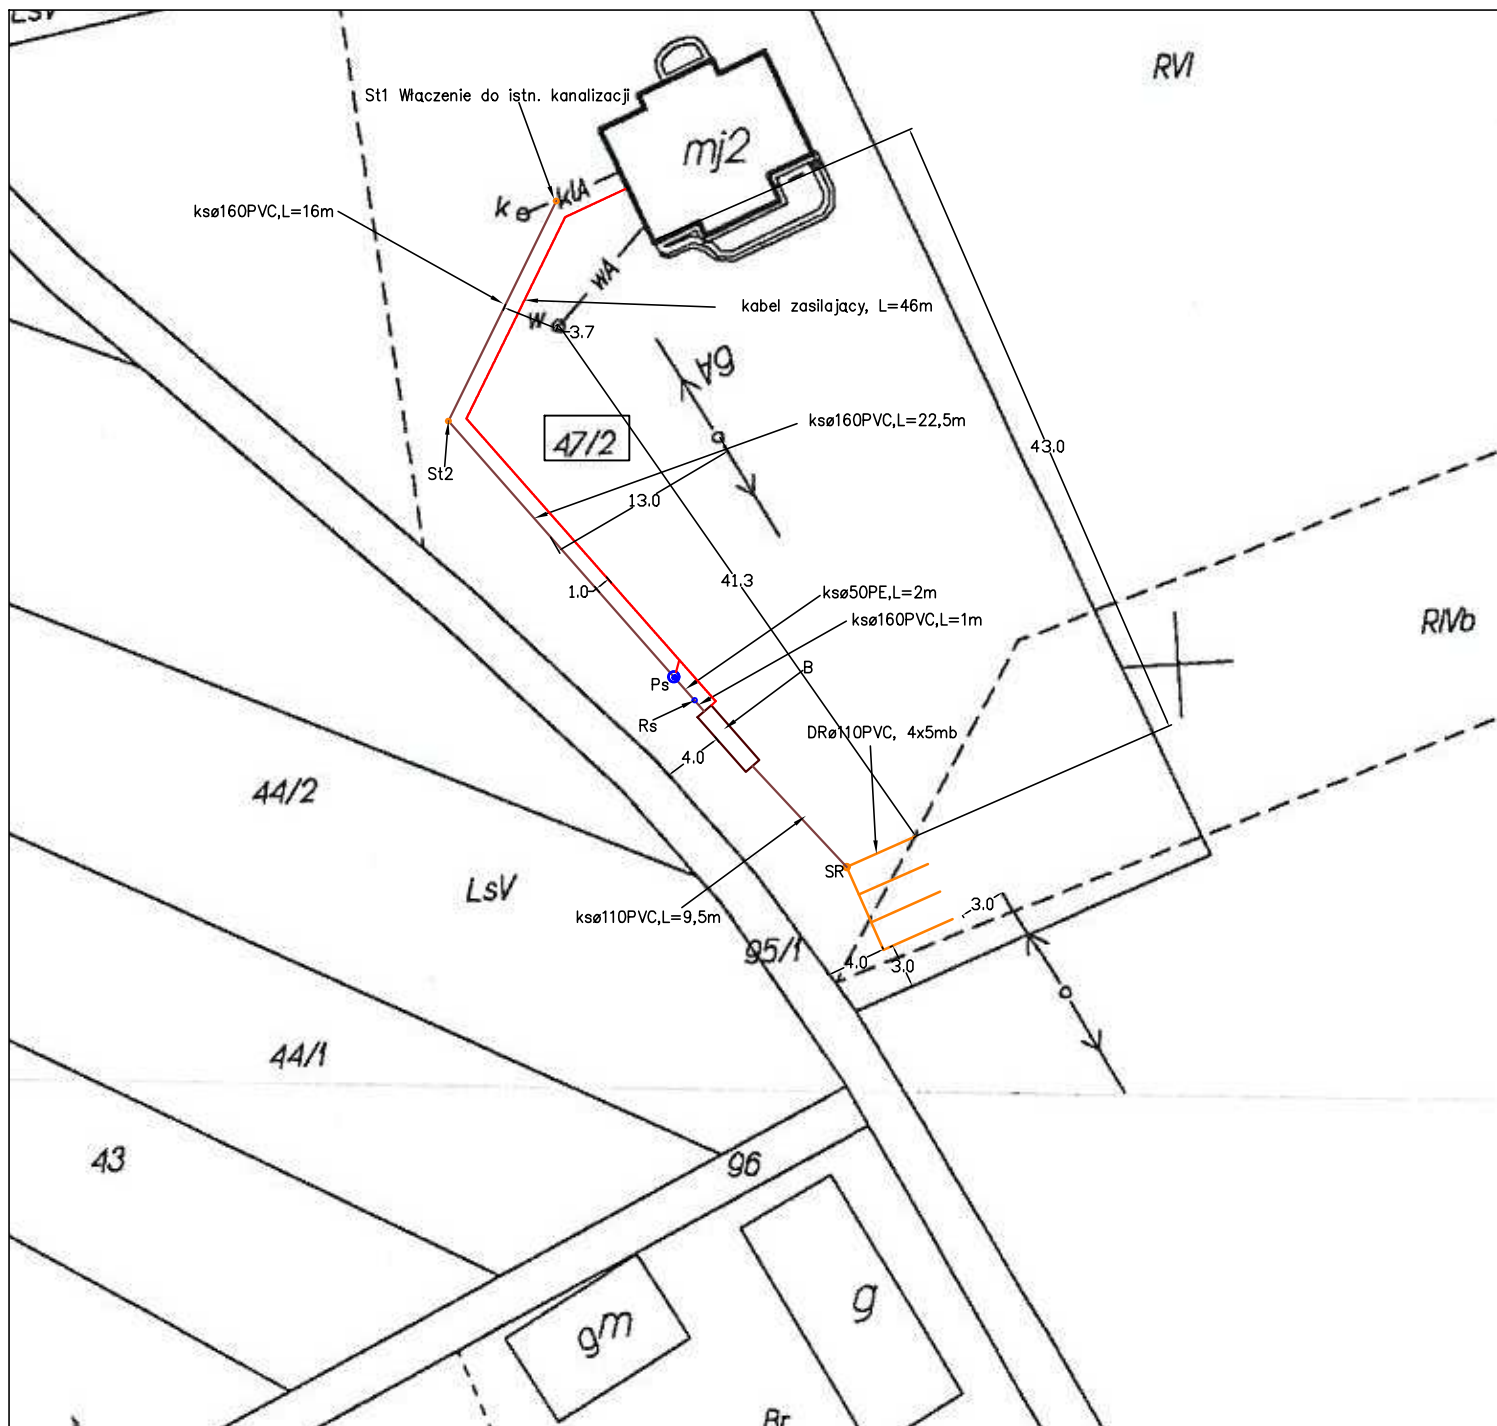 LsV
RVI
St1 Włączenie do istn. kanalizacji
mj2
k
klA
ksø160PVC,L=16m
wA
kabel zasilający, L=46m
w
3.7
6A
ksø160PVC,L=22,5m
47/2
43.0
St2
13.0
o
41.3
1.0
ksø50PE,L=2m
ksø160PVC,L=1m
RIVb
B
Ps
Rs
DRø110PVC, 4x5mb
4.0
44/2
SR
LsV
3.0
ksø110PVC,L=9,5m
95/1
4.0
3.0
o
44/1
43
96
g
gm
Br